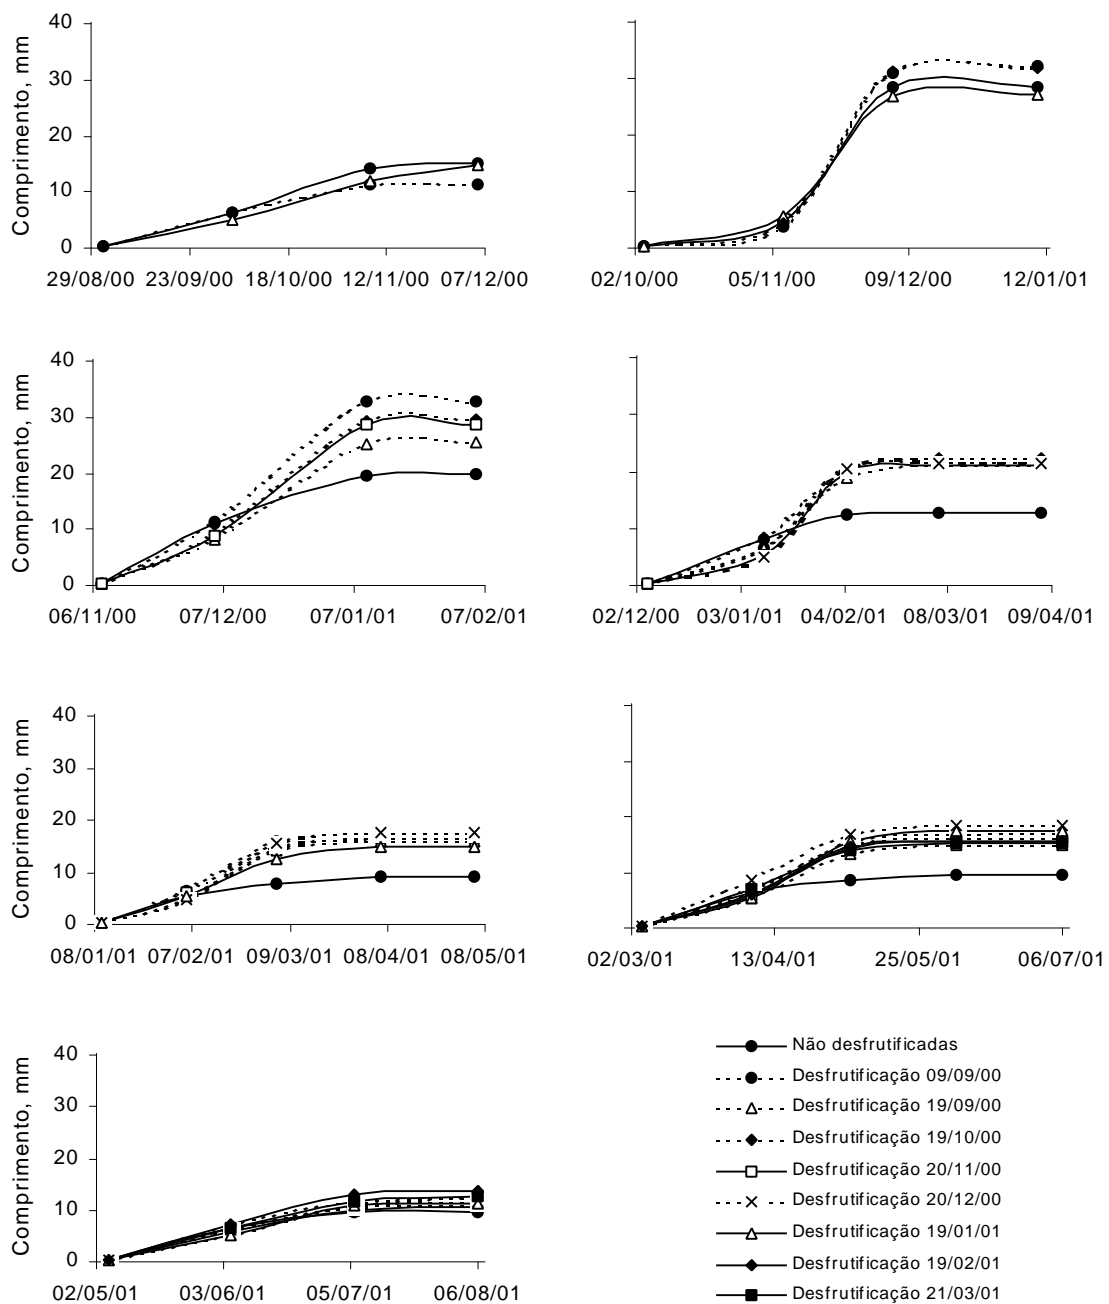 40
30
20
10
0
Comprimento, mm
29/08/00 23/09/00 18/10/00 12/11/00 07/12/00
02/10/00 05/11/00 09/12/00 12/01/01
40
30
20
10
0
Comprimento, mm
06/11/00 07/12/00 07/01/01 07/02/01
02/12/00 03/01/01 04/02/01 08/03/01 09/04/01
40
30
20
10
0
Comprimento, mm
08/01/01 07/02/01 09/03/01 08/04/01 08/05/01
02/03/01 13/04/01 25/05/01 06/07/01
40
30
20
10
0
Comprimento, mm
02/05/01 03/06/01 05/07/01 06/08/01
Não desfrutificadas
Desfrutificação 09/09/00
Desfrutificação 19/09/00
Desfrutificação 19/10/00
Desfrutificação 20/11/00
Desfrutificação 20/12/00
Desfrutificação 19/01/01
Desfrutificação 19/02/01
Desfrutificação 21/03/01